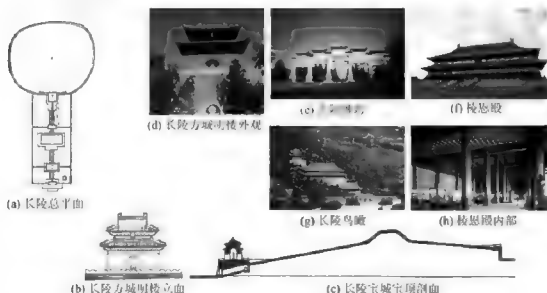 (d) 长陵方城明楼外观
(e)
(f) 祾恩殿
(a) 长陵总平面
(g) 长陵鸟瞰
(h) 祾恩殿内部
(b) 长陵方城明楼立面
(c) 长陵宝城宝顶剖面